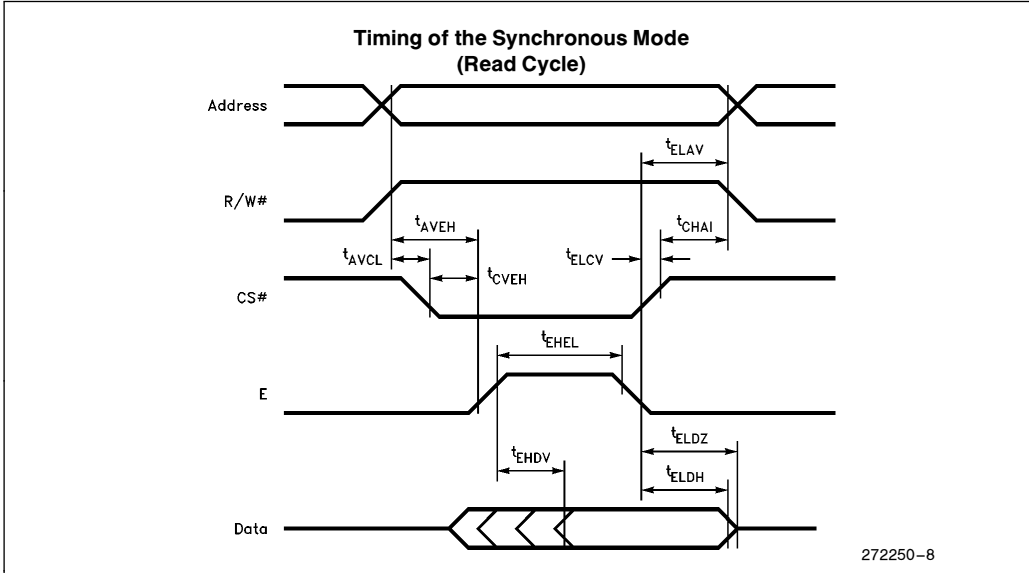 Timing of the Synchronous Mode
(Read Cycle)
Address
tELAV
R/W#
tAVEH
tCHAI
tAVCL
tELCV
tCVEH
CS#
tEHEL
E
tELDZ
tEHDV
tELDH
Data
272250–8